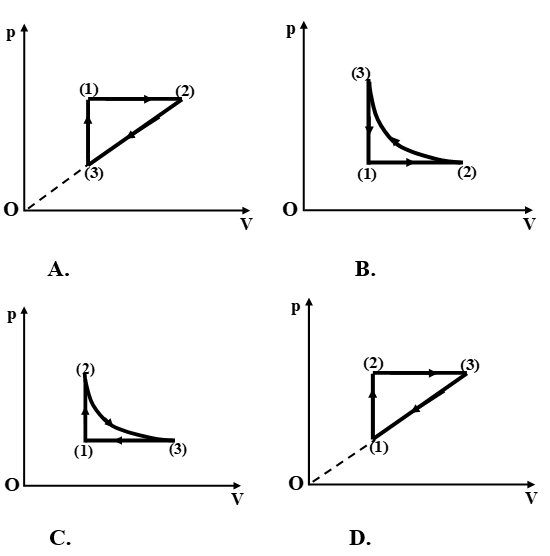 p
(1)
(2)
(3)
O
V
A.
p
(3)
(1)
(2)
O
V
B.
p
(2)
(1)
(3)
O
V
C.
p
(2)
(3)
(1)
O
V
D.